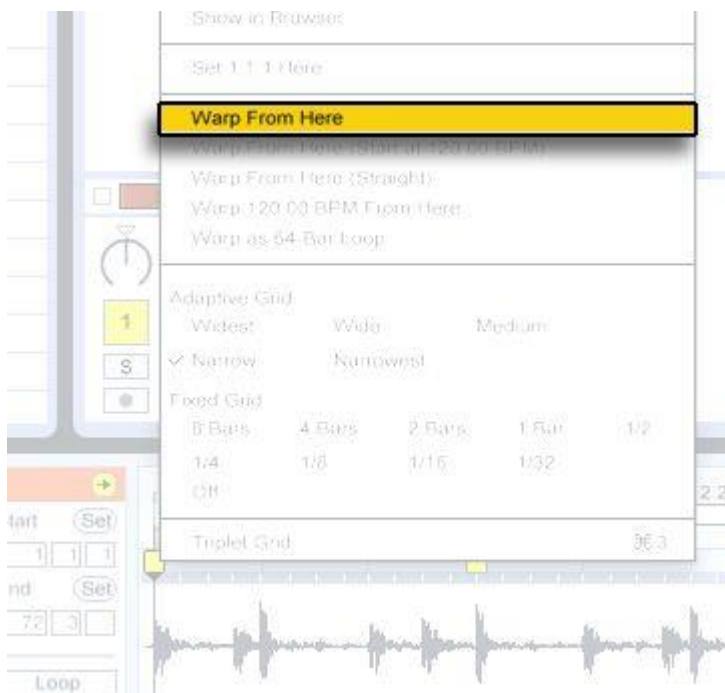 Show in Browser
Set 1.1.1 Here
Warp From Here
Warp From Here (Start at 120.00 BPM)
Warp From Here (Straight)
Warp 120.00 BPM From Here
Warp as 64-Bar Loop
Adaptive Grid
Widest Wide Medium
✓ Narrow Narrowest
Fixed Grid
8 Bars 4 Bars 2 Bars 1 Bar 1/2
1/4 1/8 1/16 1/32
Off
Triplet Grid ⌘3
1
S
tart Set
1 1 1
nd Set
72 3
Loop
2.2